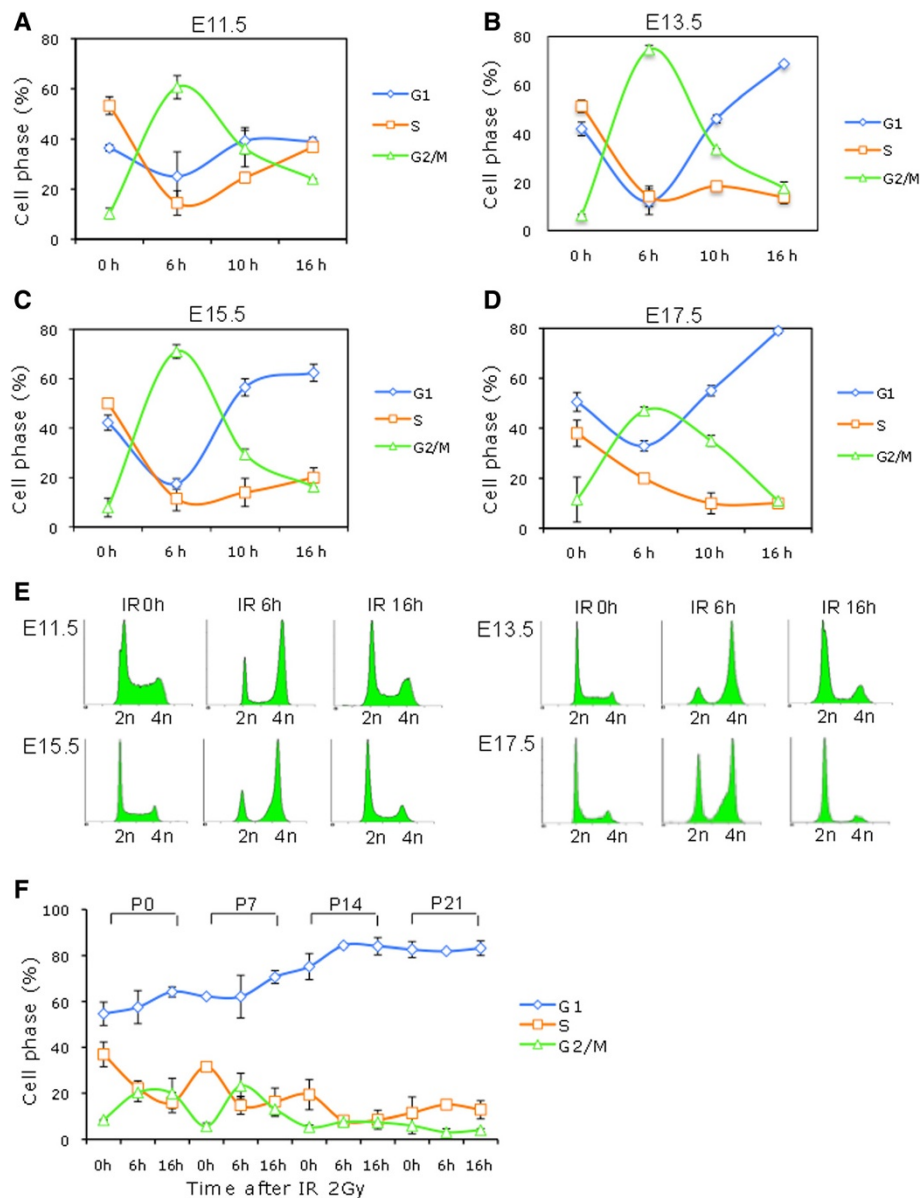 A
E11.5
80
60
40
20
0
Cell phase (%)
0 h 6 h 10 h 16 h
G1
S
G2/M
B
E13.5
80
60
40
20
0
Cell phase (%)
0 h 6 h 10 h 16 h
G1
S
G2/M
C
E15.5
80
60
40
20
0
Cell phase (%)
0 h 6 h 10 h 16 h
G1
S
G2/M
D
E17.5
80
60
40
20
0
Cell phase (%)
0 h 6 h 10 h 16 h
G1
S
G2/M
E
IR 0h IR 6h IR 16h
E11.5
2n 4n 2n 4n 2n 4n
E15.5
2n 4n 2n 4n 2n 4n
IR 0h IR 6h IR 16h
E13.5
2n 4n 2n 4n 2n 4n
E17.5
2n 4n 2n 4n 2n 4n
F
P0 P7 P14 P21
100
80
60
40
20
0
Cell phase (%)
0h 6h 16h 0h 6h 16h 0h 6h 16h 0h 6h 16h
Time after IR 2Gy
G1
S
G2/M